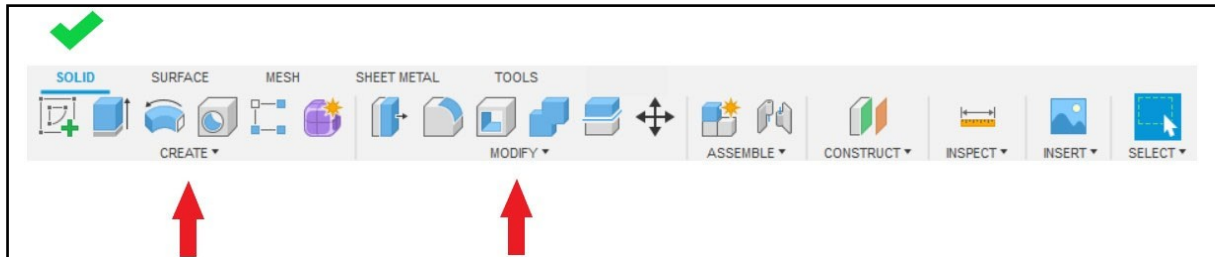 SOLID SURFACE MESH SHEET METAL TOOLS
CREATE ▾ MODIFY ▾ ASSEMBLE ▾ CONSTRUCT ▾ INSPECT ▾ INSERT ▾ SELECT ▾